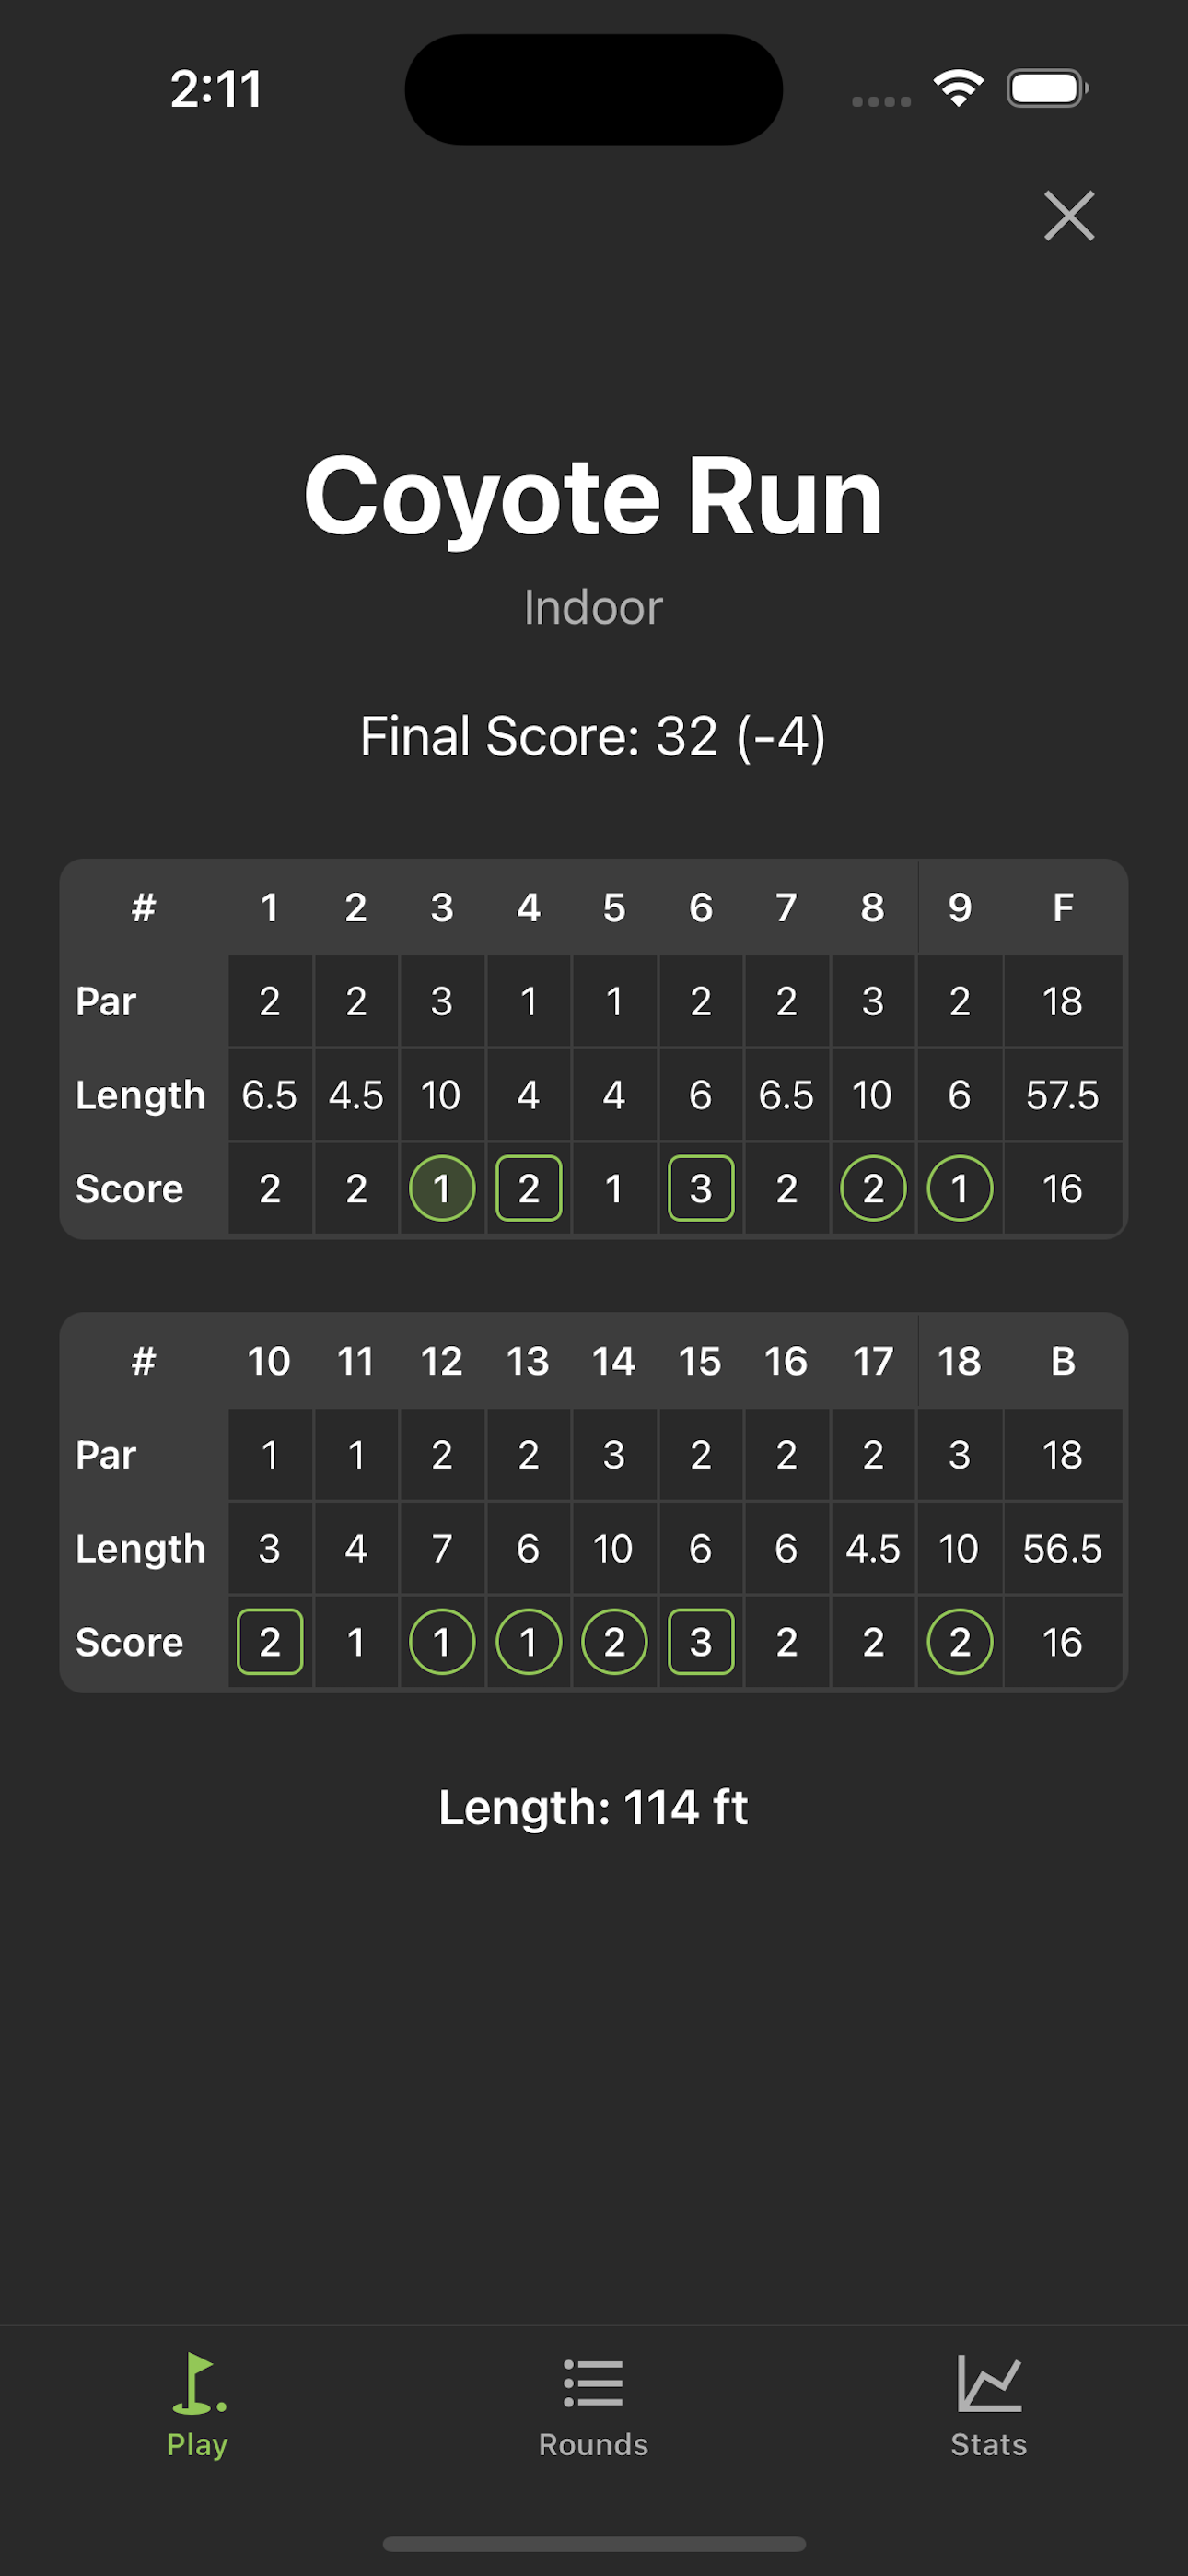 2:11
Coyote Run
Indoor
Final Score: 32 (-4)
# 1 2 3 4 5 6 7 8 9 F
Par 2 2 3 1 1 2 2 3 2 18
Length 6.5 4.5 10 4 4 6 6.5 10 6 57.5
Score 2 2 1 2 1 3 2 2 1 16
# 10 11 12 13 14 15 16 17 18 B
Par 1 1 2 2 3 2 2 2 3 18
Length 3 4 7 6 10 6 6 4.5 10 56.5
Score 2 1 1 1 2 3 2 2 2 16
Length: 114 ft
Play Rounds Stats